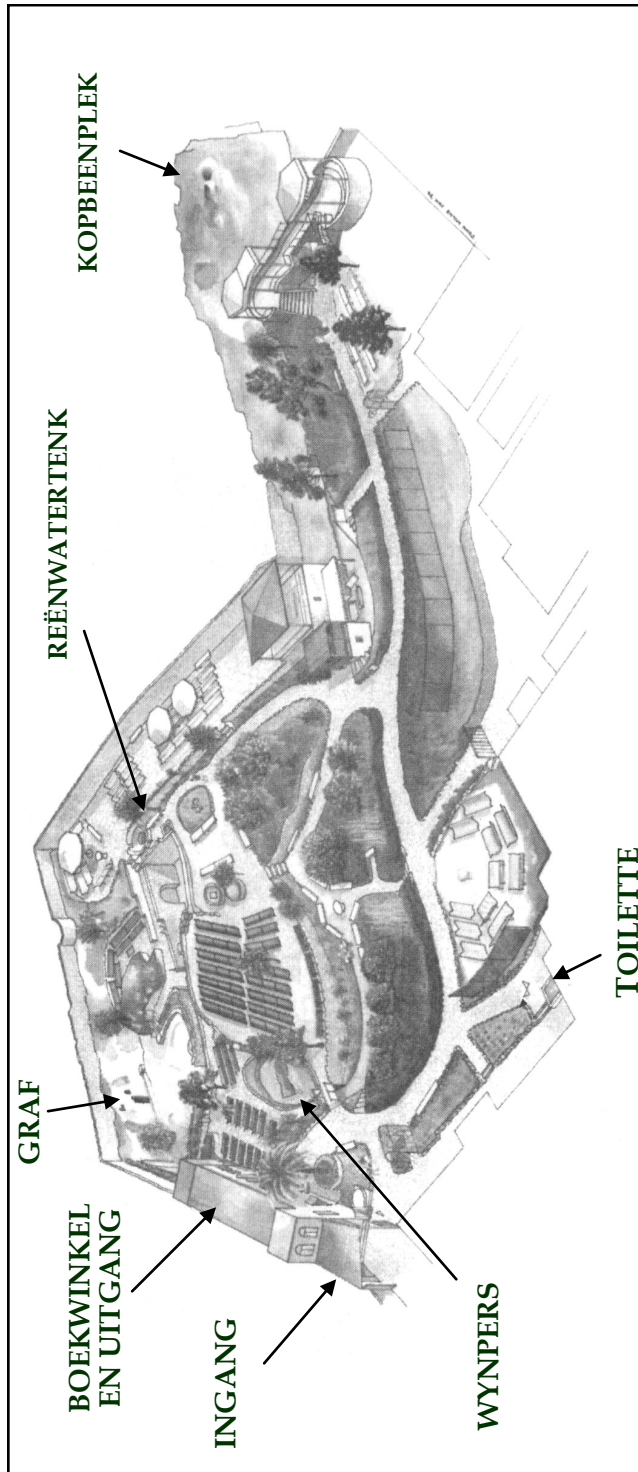 KOPBEENPLEK
REËNWATERTENK
GRAF
BOEKWINKEL
EN UITGANG
INGANG
WYNPERS
TOILETTE